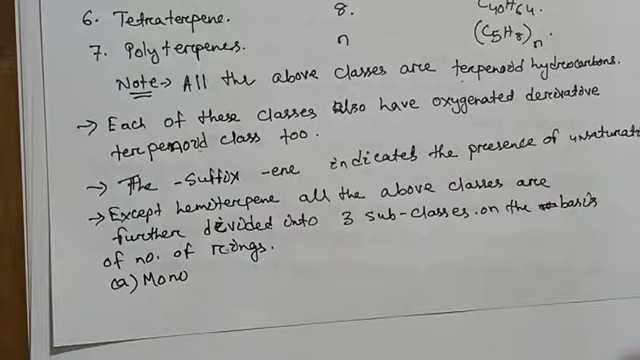 6. Tetraterpene. 8. C40H64.
7. Polyterpenes. n (C5H8)n.
Note → All the above classes are terpenoid hydrocarbons.
→ Each of these classes also have oxygenated derivative
terpenoid class too.
→ The -suffix -ene indicates the presence of unsaturati
→ Except hemiterpene all the above classes are
further divided into 3 sub-classes on the basis
of no. of rings.
(a) Mono